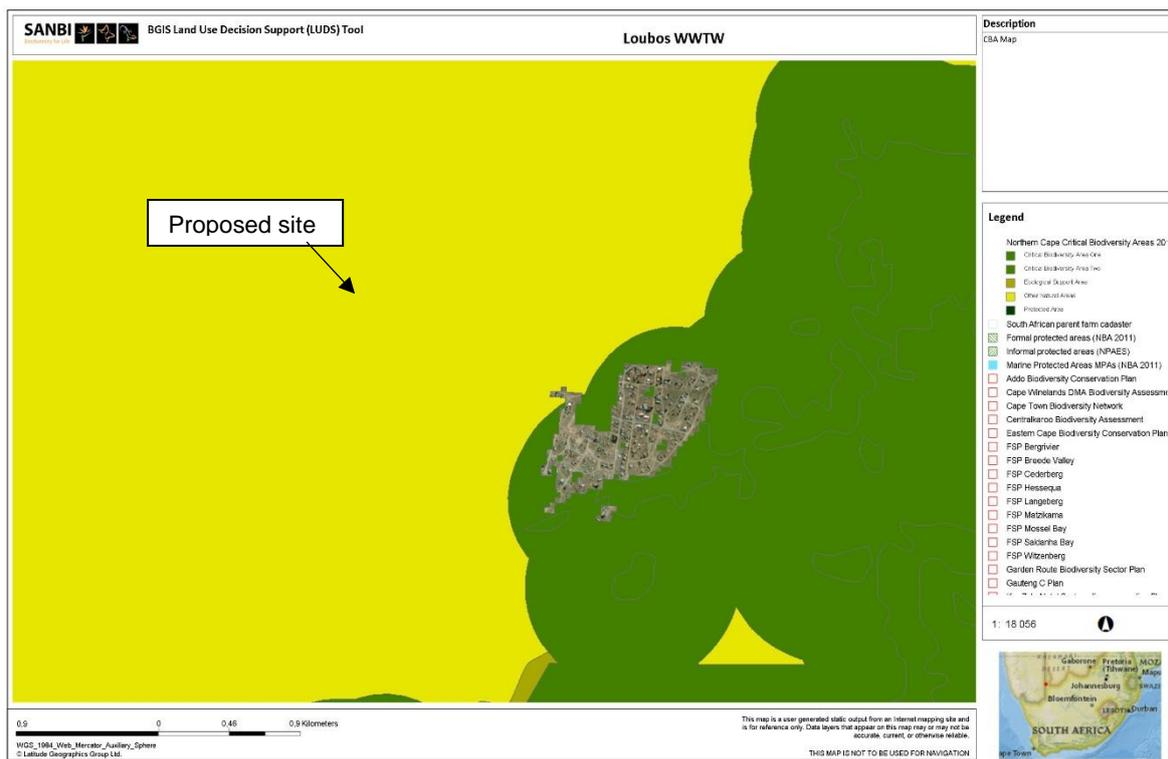 SANBI
Biodiversity for Life
BGIS Land Use Decision Support (LUDS) Tool
Loubos WWTW
Description
CBA Map
Proposed site
Legend
Northern Cape Critical Biodiversity Areas 20
Critical Biodiversity Area One
Critical Biodiversity Area Two
Ecological Support Area
Other Natural Areas
Protected Area
South African parent farm cadaster
Formal protected areas (NBA 2011)
Informal protected areas (NPAES)
Marine Protected Areas MPAs (NBA 2011)
Addo Biodiversity Conservation Plan
Cape Winelands DMA Biodiversity Assessme
Cape Town Biodiversity Network
Centralkaroo Biodiversity Assessment
Eastern Cape Biodiversity Conservation Plan
FSP Bergrivier
FSP Breede Valley
FSP Cederberg
FSP Hessequa
FSP Langeberg
FSP Matzikama
FSP Mossel Bay
FSP Saldanha Bay
FSP Witzenberg
Garden Route Biodiversity Sector Plan
Gauteng C Plan
1: 18 056
Gaborone Pretoria MOZ
DESERT (Tshwane) Mapu
Johannesburg SWAZI
Bloemfontein
LESOTHO Durban
SOUTH AFRICA
ape Town
0,9 0 0,46 0,9 Kilometers
WGS_1984_Web_Mercator_Auxiliary_Sphere
© Latitude Geographics Group Ltd.
This map is a user generated static output from an Internet mapping site and
is for reference only. Data layers that appear on this map may or may not be
accurate, current, or otherwise reliable.
THIS MAP IS NOT TO BE USED FOR NAVIGATION